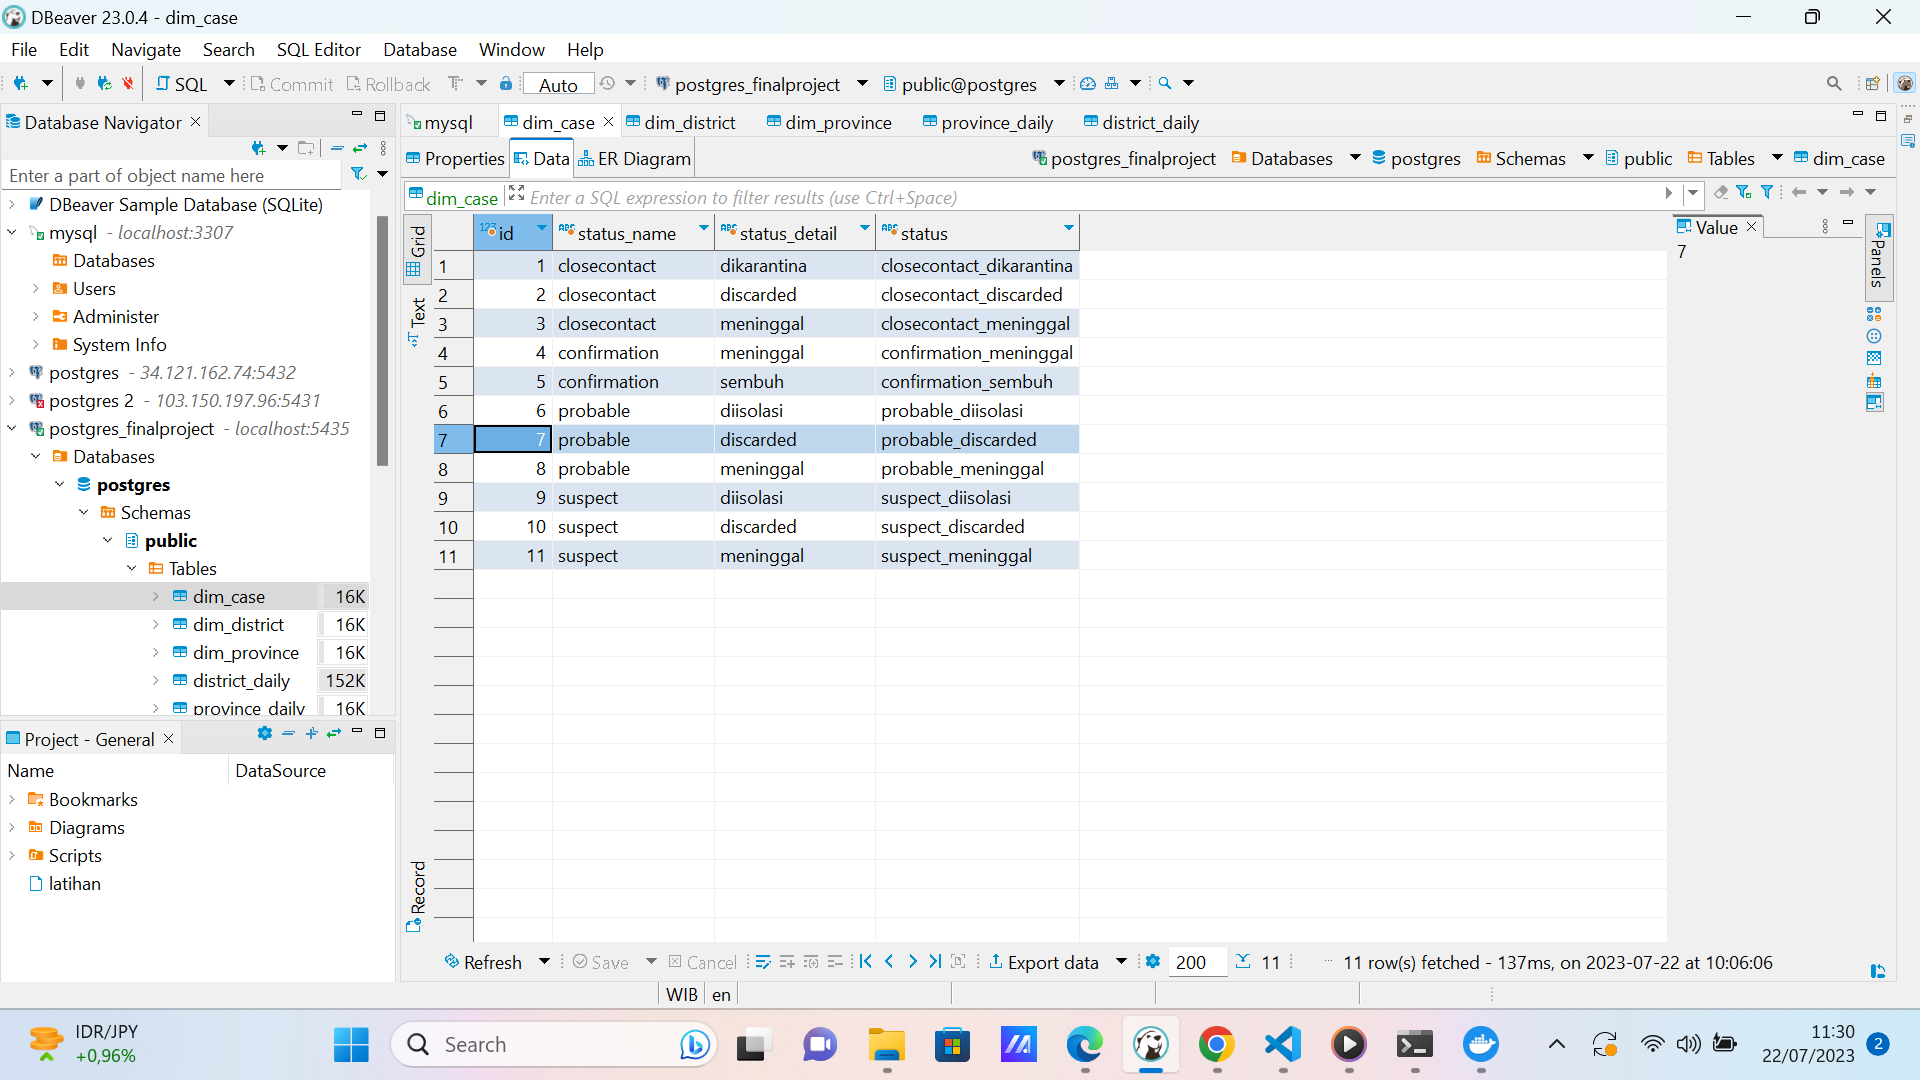 DBeaver 23.0.4 - dim_case
File Edit Navigate Search SQL Editor Database Window Help
SQL Commit Rollback Auto postgres_finalproject public@postgres
Database Navigator
Enter a part of object name here
DBeaver Sample Database (SQLite)
mysql - localhost:3307
Databases
Users
Administer
System Info
postgres - 34.121.162.74:5432
postgres 2 - 103.150.197.96:5431
postgres_finalproject - localhost:5435
Databases
postgres
Schemas
public
Tables
dim_case 16K
dim_district 16K
dim_province 16K
district_daily 152K
province_daily 16K
Project - General
Name DataSource
Bookmarks
Diagrams
Scripts
latihan
mysql dim_case dim_district dim_province province_daily district_daily
Properties Data ER Diagram postgres_finalproject Databases postgres Schemas public Tables dim_case
dim_case Enter a SQL expression to filter results (use Ctrl+Space)
Grid
Text
Record
123 id ABC status_name ABC status_detail ABC status
1 1 closecontact dikarantina closecontact_dikarantina
2 2 closecontact discarded closecontact_discarded
3 3 closecontact meninggal closecontact_meninggal
4 4 confirmation meninggal confirmation_meninggal
5 5 confirmation sembuh confirmation_sembuh
6 6 probable diisolasi probable_diisolasi
7 7 probable discarded probable_discarded
8 8 probable meninggal probable_meninggal
9 9 suspect diisolasi suspect_diisolasi
10 10 suspect discarded suspect_discarded
11 11 suspect meninggal suspect_meninggal
Value
7
Panels
Refresh Save Cancel Export data 200 11 11 row(s) fetched - 137ms, on 2023-07-22 at 10:06:06
WIB en
IDR/JPY
+0,96%
Search
11:30
22/07/2023
2